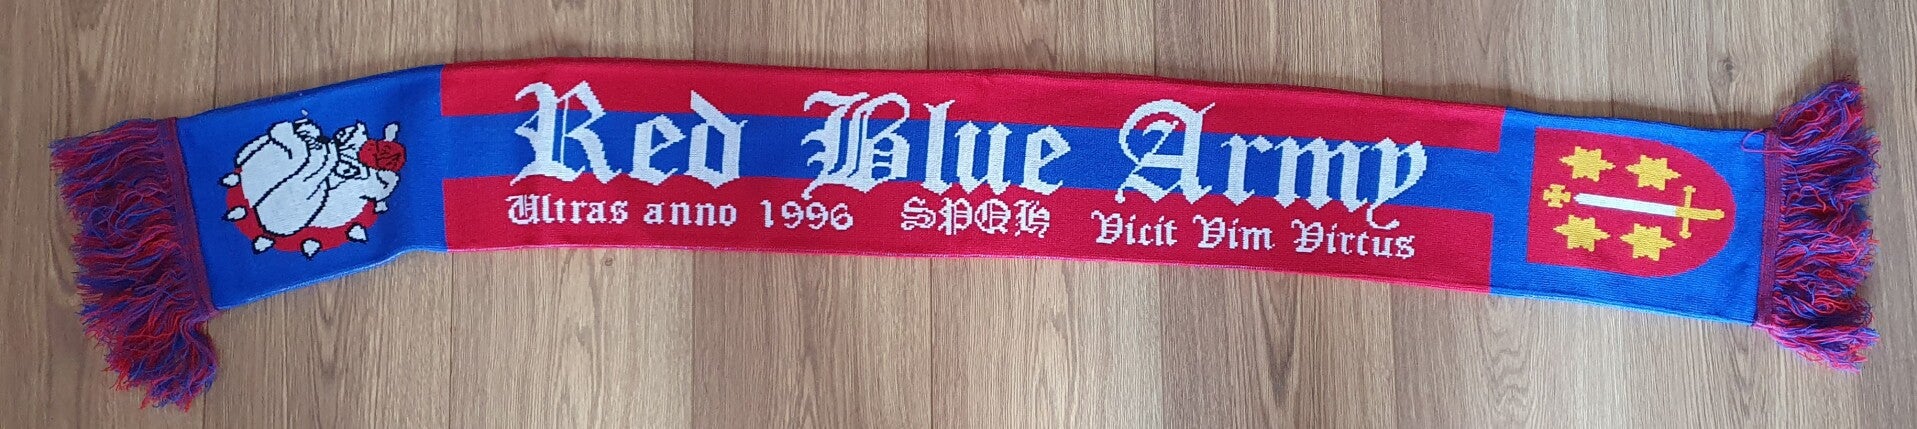 Red Blue Army
Ultras anno 1996 SPQH Vicit Vim Virtus